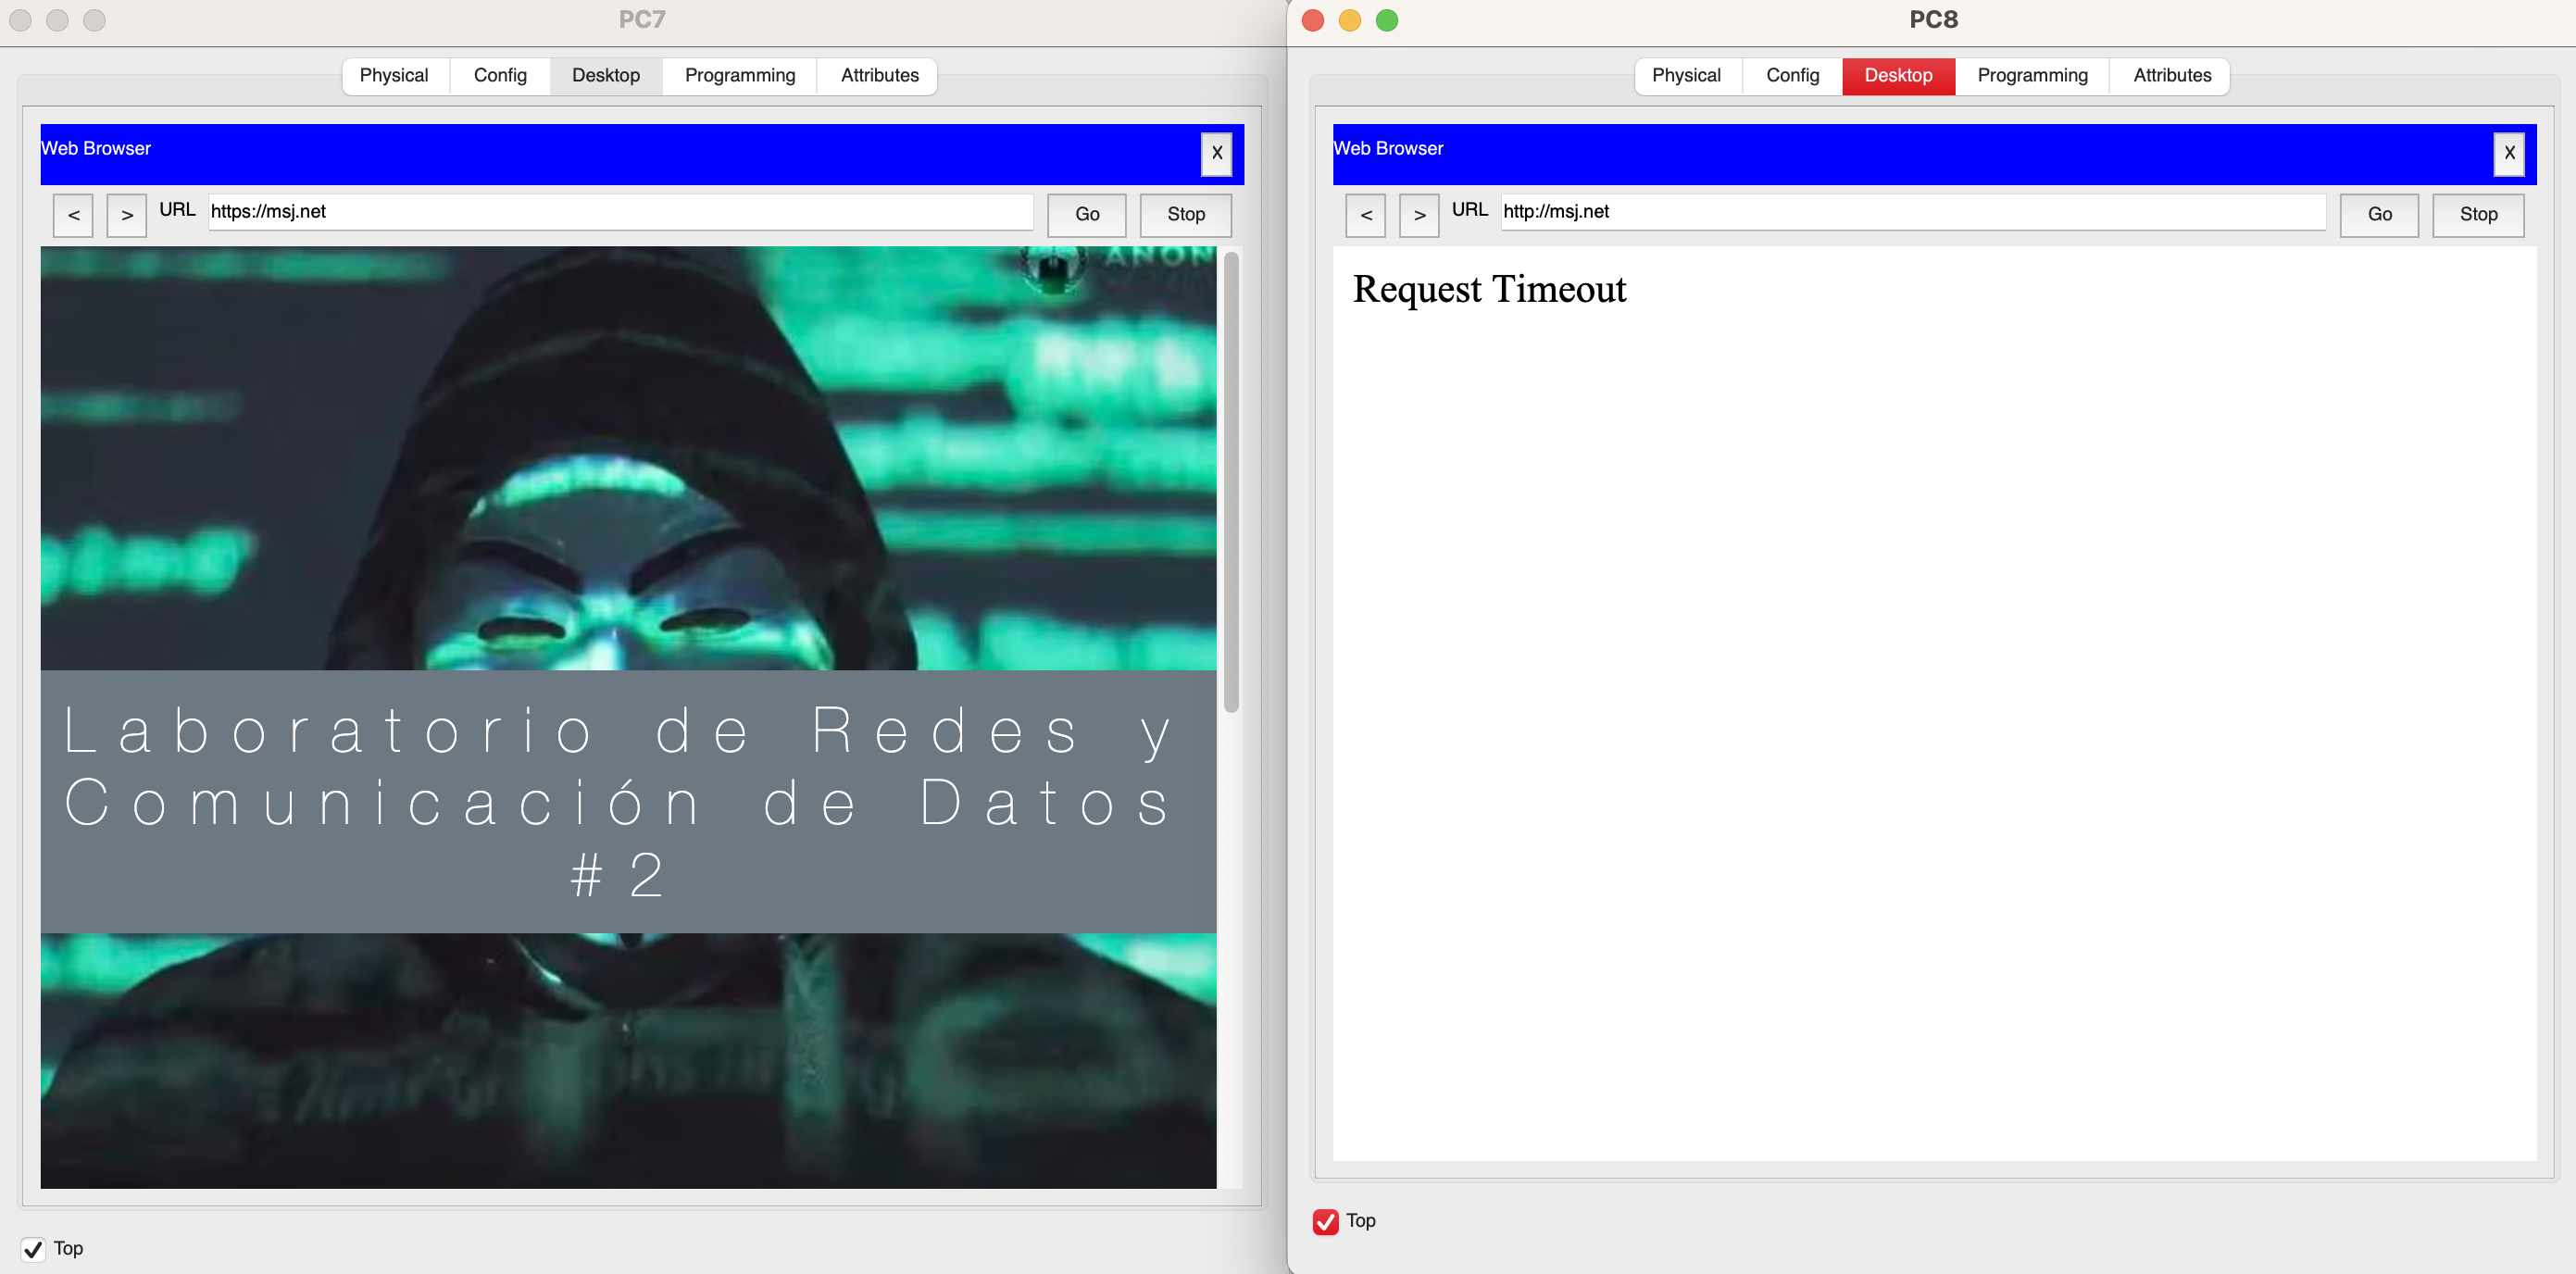 PC7
Physical Config Desktop Programming Attributes
Web Browser
X
< > URL https://msj.net Go Stop
ANON
Laboratorio de Redes y
Comunicación de Datos
#2
Top
PC8
Physical Config Desktop Programming Attributes
Web Browser
X
< > URL http://msj.net Go Stop
Request Timeout
Top